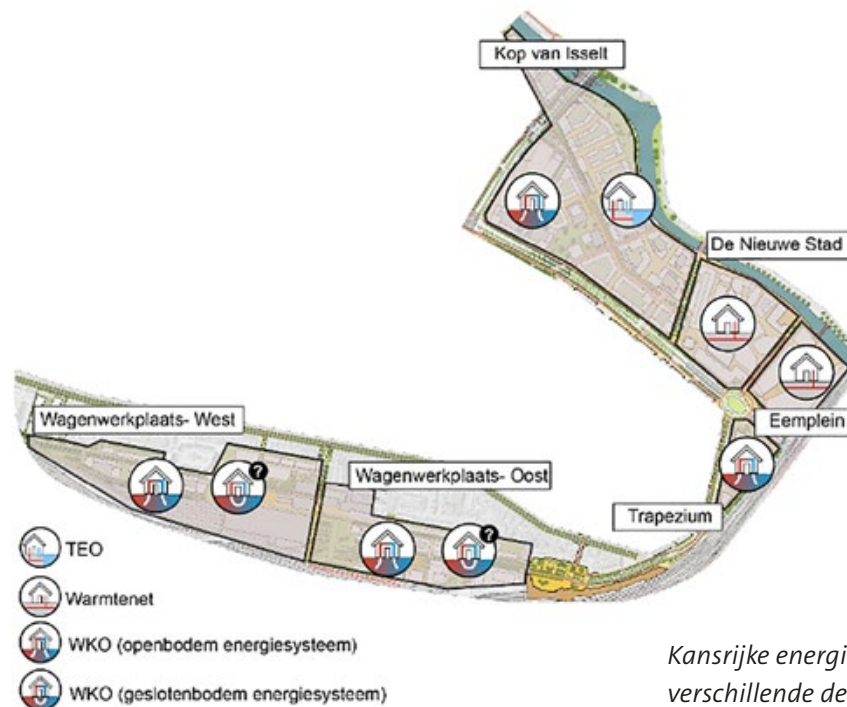 Kop van Isselt
De Nieuwe Stad
Eemplein
Trapezium
Wagenwerkplaats- West
?
Wagenwerkplaats- Oost
?
TEO
Warmtenet
WKO (openbodem energiesysteem)
WKO (geslotenbodem energiesysteem)
Kansrijke energi
verschillende de